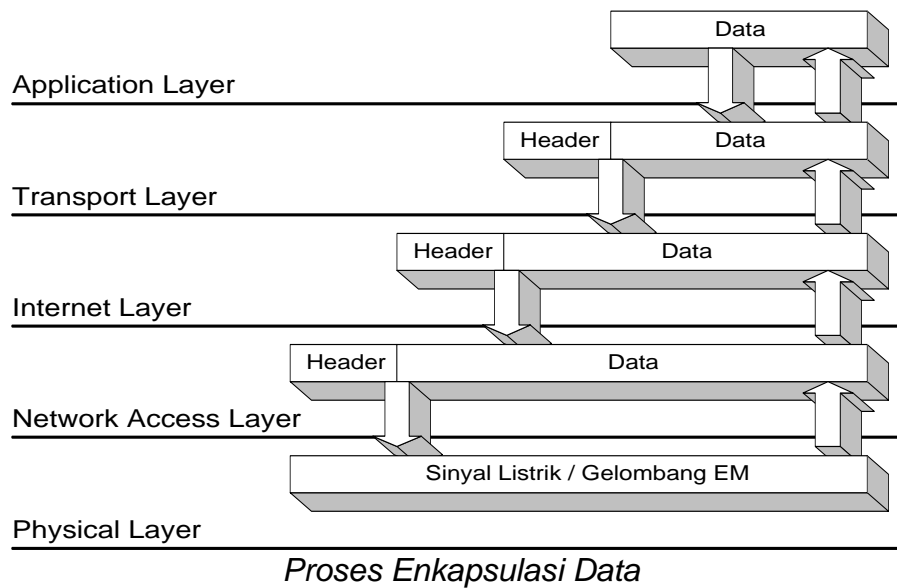 Data
Application Layer
Header Data
Transport Layer
Header Data
Internet Layer
Header Data
Network Access Layer
Sinyal Listrik / Gelombang EM
Physical Layer
Proses Enkapsulasi Data